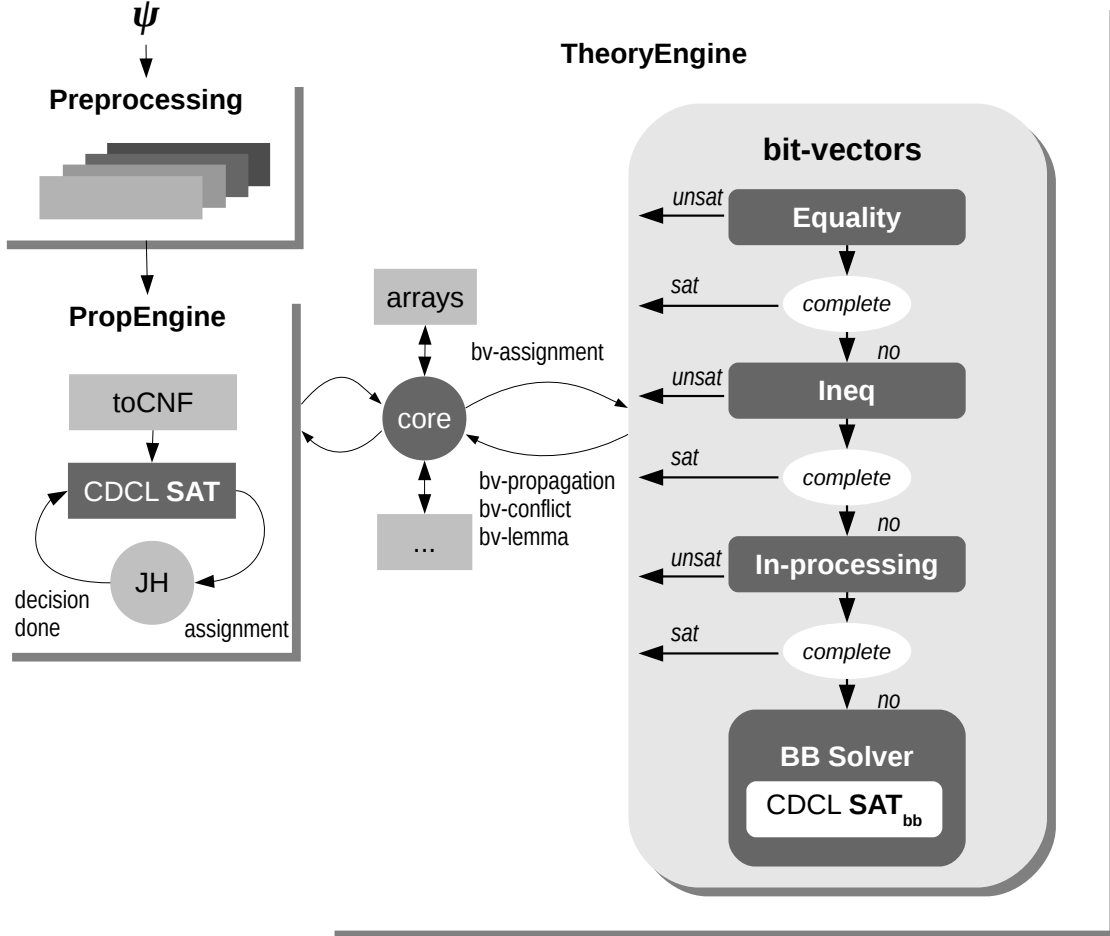 ψ
Preprocessing
PropEngine
toCNF
CDCL SAT
JH
decision
done
assignment
TheoryEngine
arrays
core
...
bv-assignment
bv-propagation
bv-conflict
bv-lemma
bit-vectors
unsat
Equality
sat
complete
no
unsat
Ineq
sat
complete
no
unsat
In-processing
sat
complete
no
BB Solver
CDCL SATbb